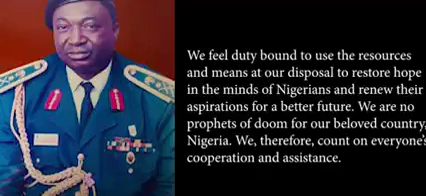 We feel duty bound to use the resources
and means at our disposal to restore hope
in the minds of Nigerians and renew their
aspirations for a better future. We are no
prophets of doom for our beloved country,
Nigeria. We, therefore, count on everyone's
cooperation and assistance.